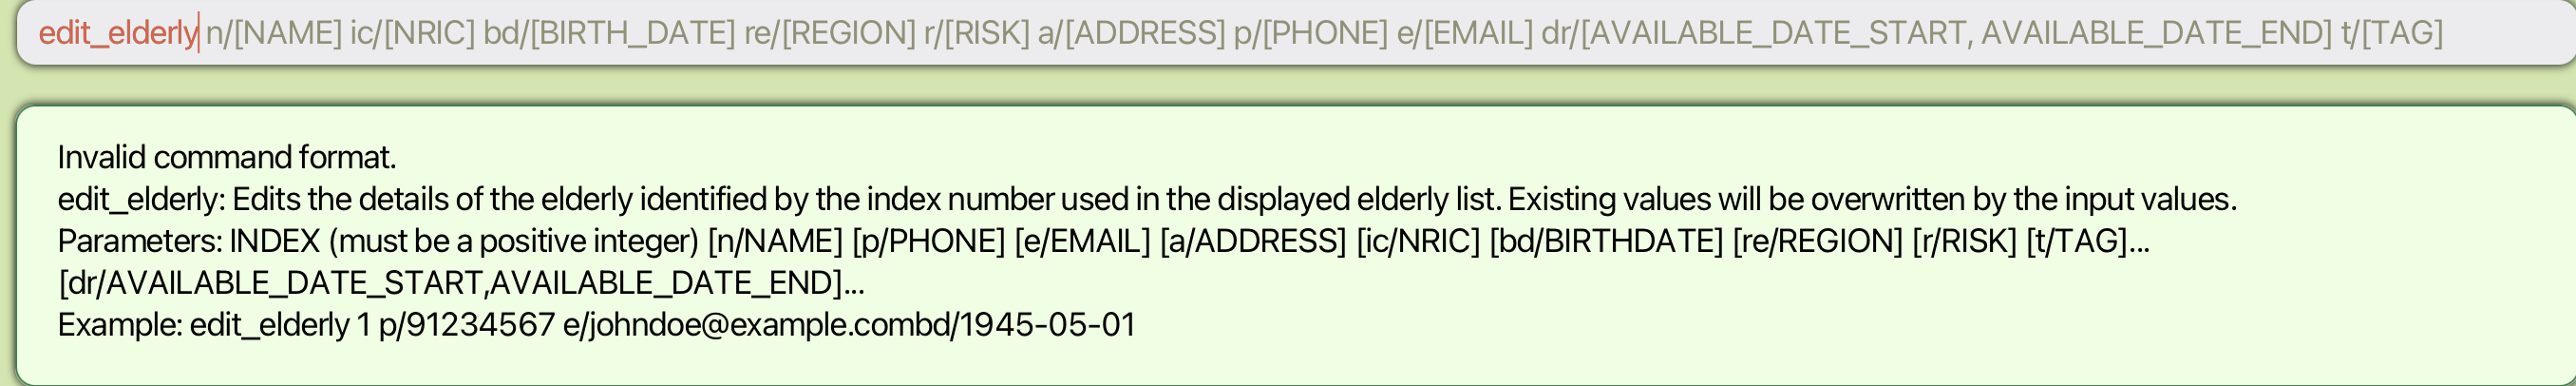 edit_elderly n/[NAME] ic/[NRIC] bd/[BIRTH_DATE] re/[REGION] r/[RISK] a/[ADDRESS] p/[PHONE] e/[EMAIL] dr/[AVAILABLE_DATE_START, AVAILABLE_DATE_END] t/[TAG]
Invalid command format.
edit_elderly: Edits the details of the elderly identified by the index number used in the displayed elderly list. Existing values will be overwritten by the input values.
Parameters: INDEX (must be a positive integer) [n/NAME] [p/PHONE] [e/EMAIL] [a/ADDRESS] [ic/NRIC] [bd/BIRTHDATE] [re/REGION] [r/RISK] [t/TAG]...
[dr/AVAILABLE_DATE_START,AVAILABLE_DATE_END]...
Example: edit_elderly 1 p/91234567 e/johndoe@example.combd/1945-05-01